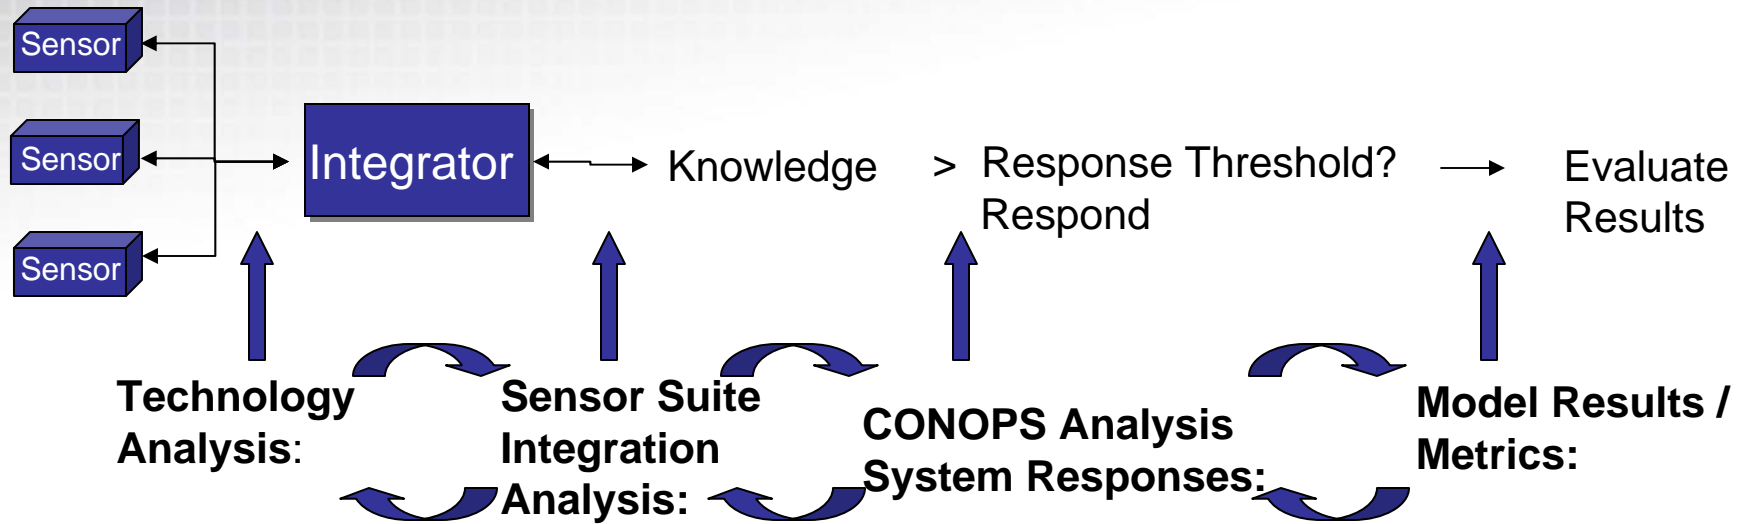 Sensor
Sensor
Sensor
Integrator
Knowledge
>
Response Threshold?
Respond
Evaluate
Results
Technology
Analysis:
Sensor Suite
Integration
Analysis:
CONOPS Analysis
System Responses:
Model Results /
Metrics: